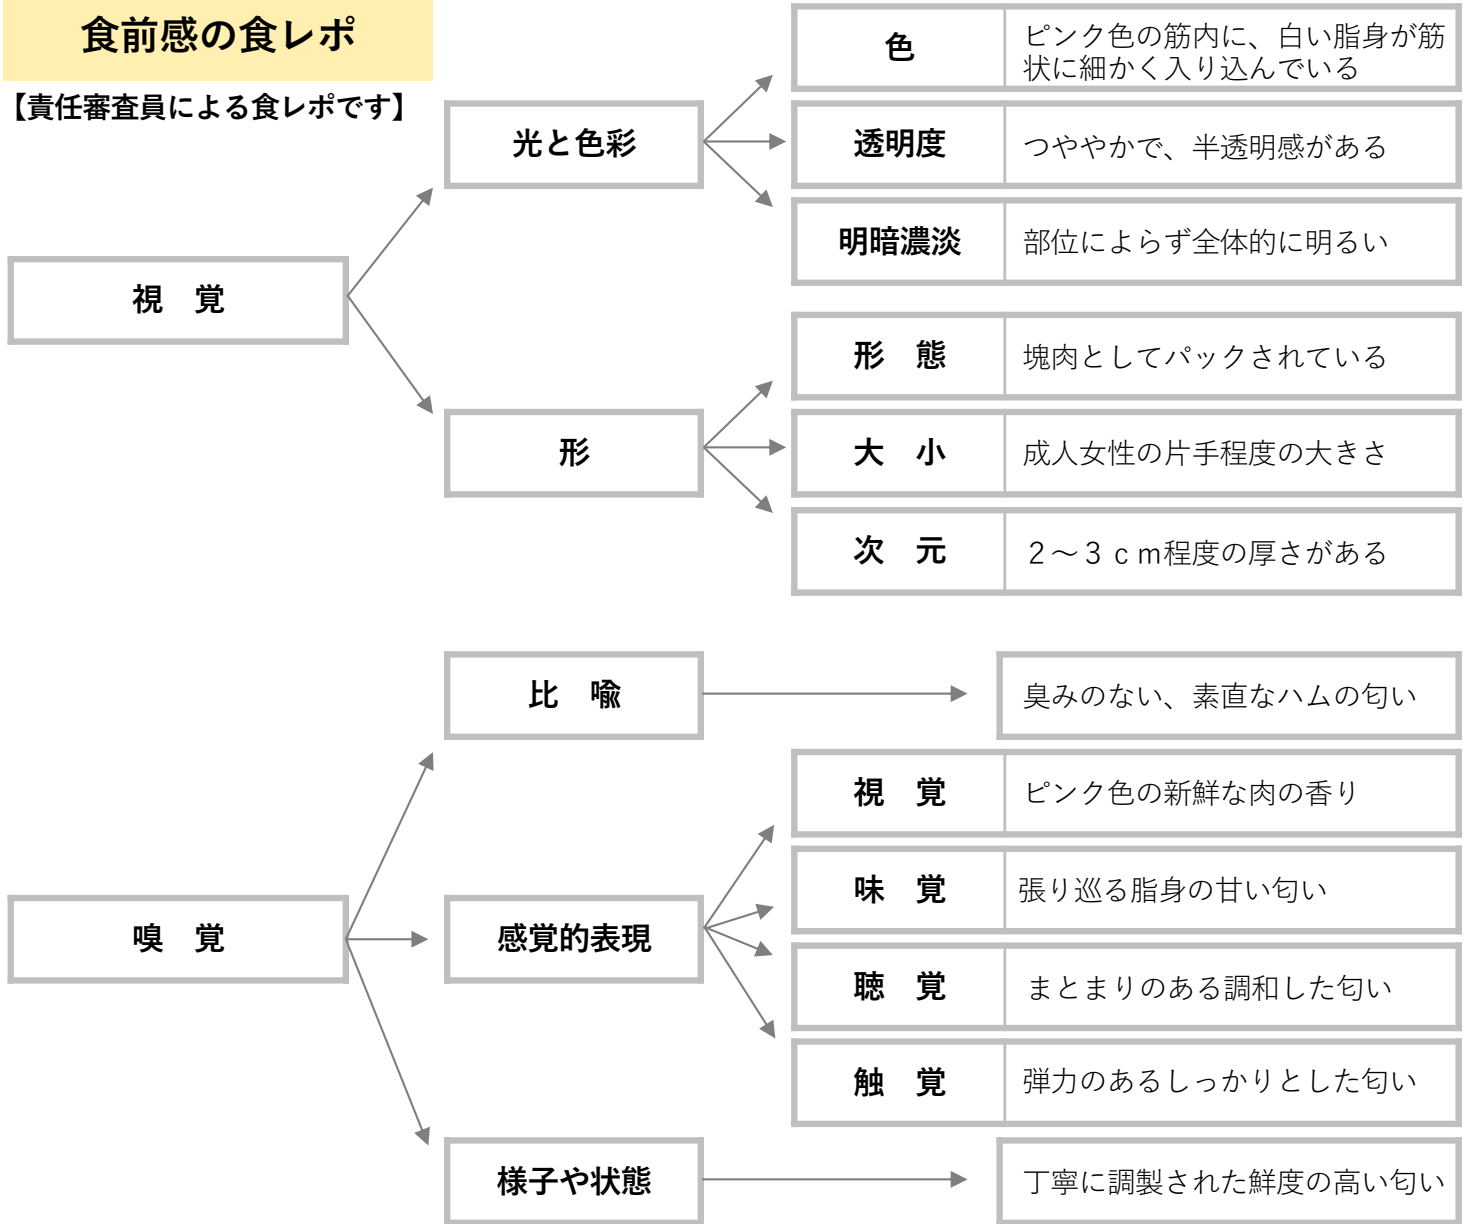 食前感の食レポ
【責任審査員による食レポです】
視　覚
光と色彩
色
ピンク色の筋内に、白い脂身が筋
状に細かく入り込んでいる
透明度
つややかで、半透明感がある
明暗濃淡
部位によらず全体的に明るい
形
形　態
塊肉としてパックされている
大　小
成人女性の片手程度の大きさ
次　元
２～３ｃｍ程度の厚さがある
嗅　覚
比　喩
臭みのない、素直なハムの匂い
感覚的表現
視　覚
ピンク色の新鮮な肉の香り
味　覚
張り巡る脂身の甘い匂い
聴　覚
まとまりのある調和した匂い
触　覚
弾力のあるしっかりとした匂い
様子や状態
丁寧に調製された鮮度の高い匂い